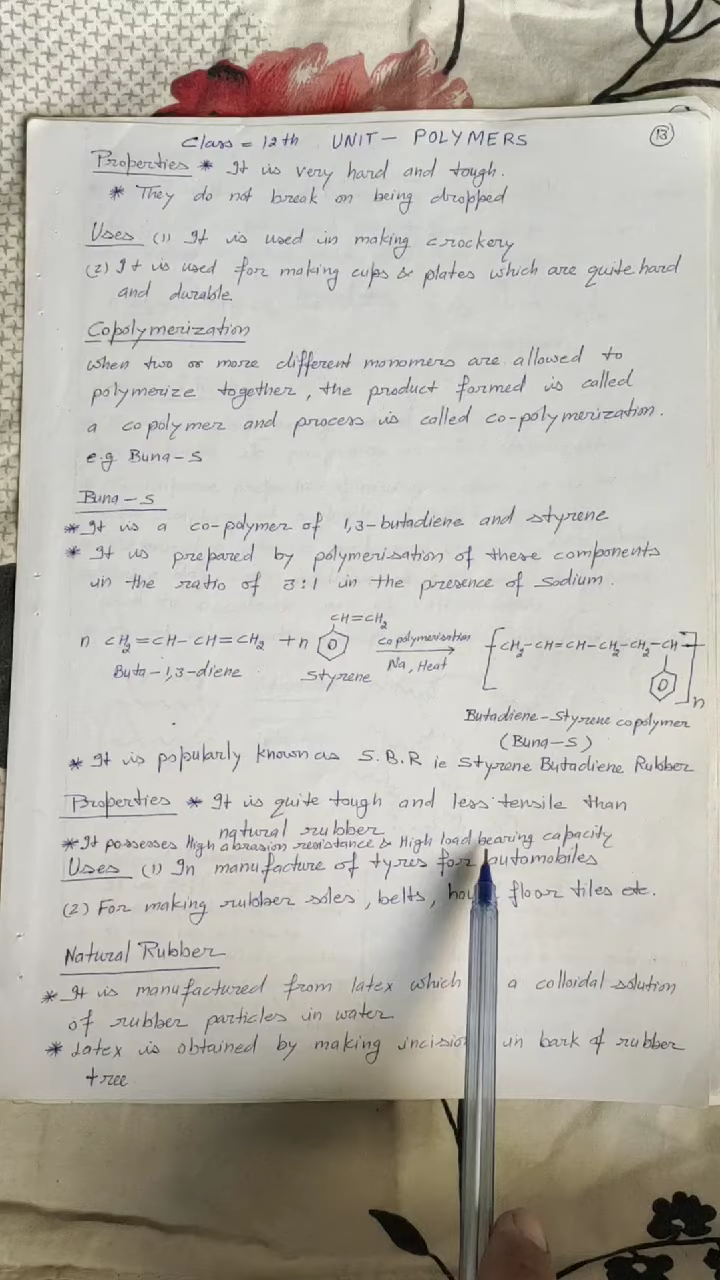 Class = 12th UNIT - POLYMERS
13
Properties * It is very hard and tough.
* They do not break on being dropped
Uses (1) It is used in making crockery
(2) It is used for making cups & plates which are quite hard
and durable.
Copolymerization
when two or more different monomers are allowed to
polymerize together, the product formed is called
a copolymer and process is called co-polymerization.
e.g Buna-S
Buna-S
* It is a co-polymer of 1,3-butadiene and styrene
* It is prepared by polymerisation of these components
in the ratio of 3:1 in the presence of Sodium.
CH=CH2
n CH2=CH-CH=CH2 + n copolymerisation [CH2-CH=CH-CH2-CH2-CH]n
Na, Heat
Buta-1,3-diene Styrene
Butadiene-Styrene copolymer
(Buna-S)
* It is popularly known as S.B.R ie Styrene Butadiene Rubber
Properties * It is quite tough and less tensile than
natural rubber
* It possesses High abrasion resistance & High load bearing capacity
Uses (1) In manufacture of tyres for automobiles
(2) For making rubber soles, belts, floor tiles etc.
Natural Rubber
* It is manufactured from latex which a colloidal solution
of rubber particles in water
* Latex is obtained by making incision in bark of rubber
tree